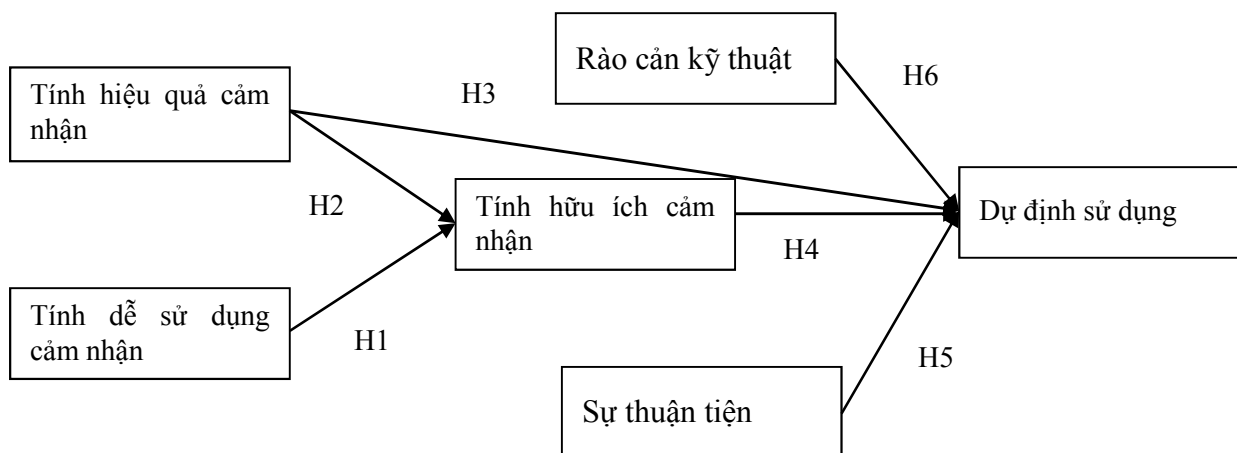 Rào cản kỹ thuật
Tính hiệu quả cảm
nhận
H3
H6
H2
Tính hữu ích cảm
nhận
Dự định sử dụng
H4
Tính dễ sử dụng
cảm nhận
H1
H5
Sự thuận tiện